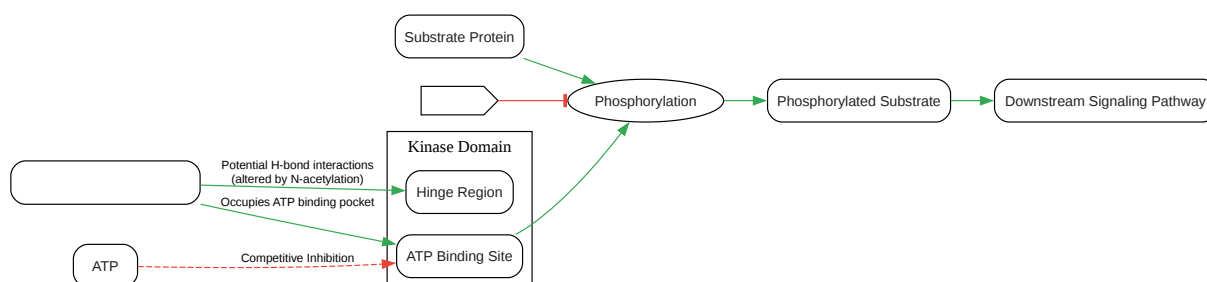 Substrate Protein
Phosphorylation
Phosphorylated Substrate
Downstream Signaling Pathway
Kinase Domain
Potential H-bond interactions
(altered by N-acetylation)
Hinge Region
Occupies ATP binding pocket
ATP Binding Site
Competitive Inhibition
ATP